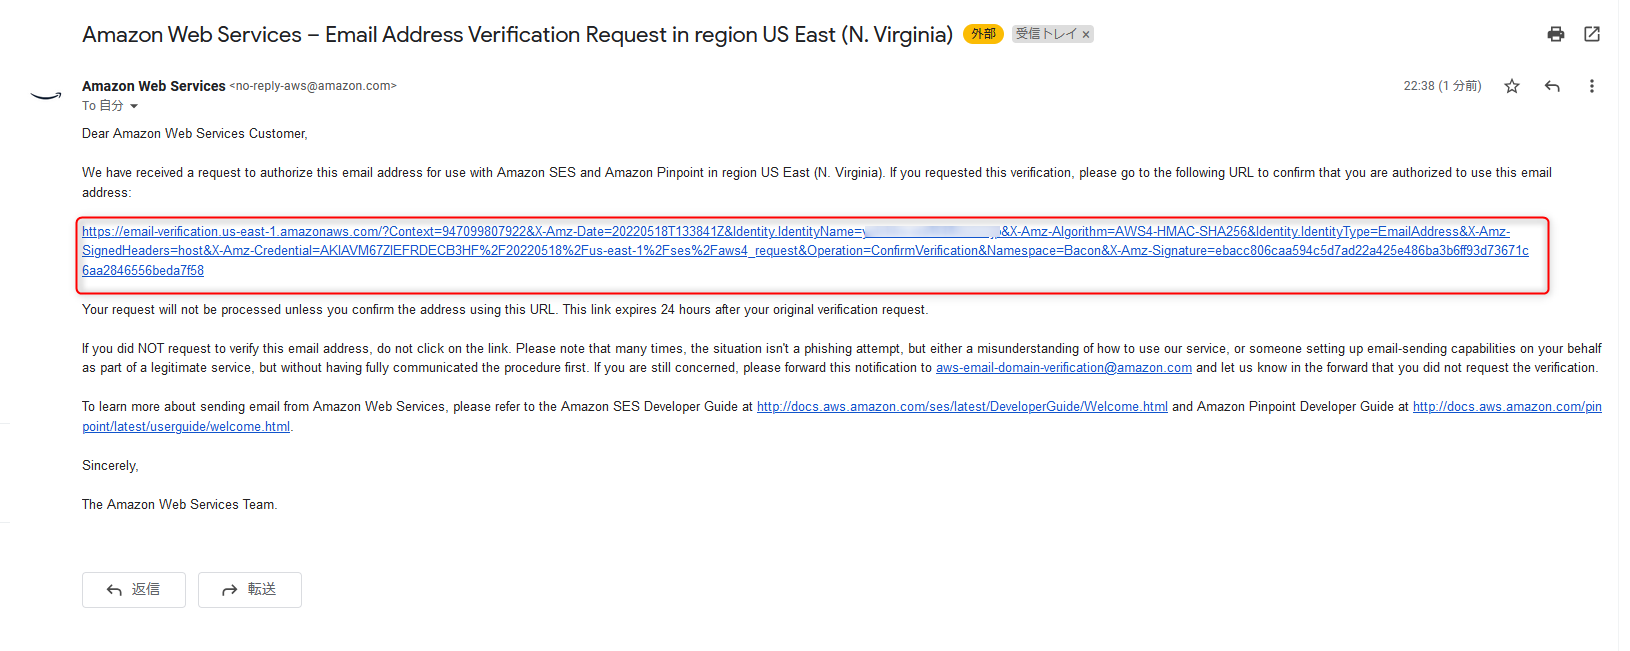 Amazon Web Services – Email Address Verification Request in region US East (N. Virginia) 外部 受信トレイ ×
Amazon Web Services <no-reply-aws@amazon.com> 22:38 (1 分前)
To 自分
Dear Amazon Web Services Customer,
We have received a request to authorize this email address for use with Amazon SES and Amazon Pinpoint in region US East (N. Virginia). If you requested this verification, please go to the following URL to confirm that you are authorized to use this email
address:
https://email-verification.us-east-1.amazonaws.com/?Context=947099807922&X-Amz-Date=20220518T133841Z&Identity.IdentityName= &X-Amz-Algorithm=AWS4-HMAC-SHA256&Identity.IdentityType=EmailAddress&X-Amz-
SignedHeaders=host&X-Amz-Credential=AKIAVM67ZIEFRDECB3HF%2F20220518%2Fus-east-1%2Fses%2Faws4_request&Operation=ConfirmVerification&Namespace=Bacon&X-Amz-Signature=ebacc806caa594c5d7ad22a425e486ba3b6ff93d73671c
6aa2846556beda7f58
Your request will not be processed unless you confirm the address using this URL. This link expires 24 hours after your original verification request.
If you did NOT request to verify this email address, do not click on the link. Please note that many times, the situation isn't a phishing attempt, but either a misunderstanding of how to use our service, or someone setting up email-sending capabilities on your behalf
as part of a legitimate service, but without having fully communicated the procedure first. If you are still concerned, please forward this notification to aws-email-domain-verification@amazon.com and let us know in the forward that you did not request the verification.
To learn more about sending email from Amazon Web Services, please refer to the Amazon SES Developer Guide at http://docs.aws.amazon.com/ses/latest/DeveloperGuide/Welcome.html and Amazon Pinpoint Developer Guide at http://docs.aws.amazon.com/pin
point/latest/userguide/welcome.html.
Sincerely,
The Amazon Web Services Team.
返信 転送